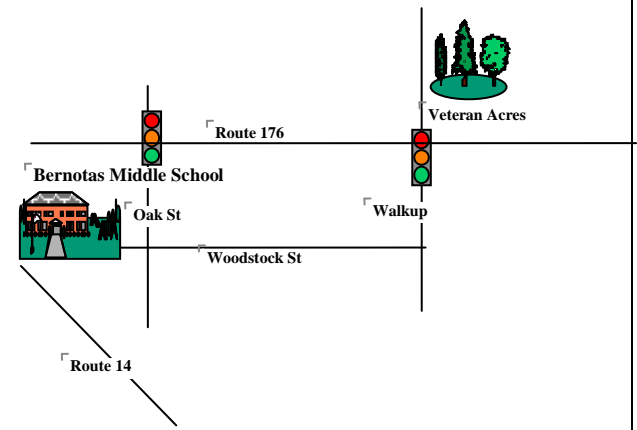 Veteran Acres
Route 176
Bernotas Middle School
Oak St
Walkup
Woodstock St
Route 14